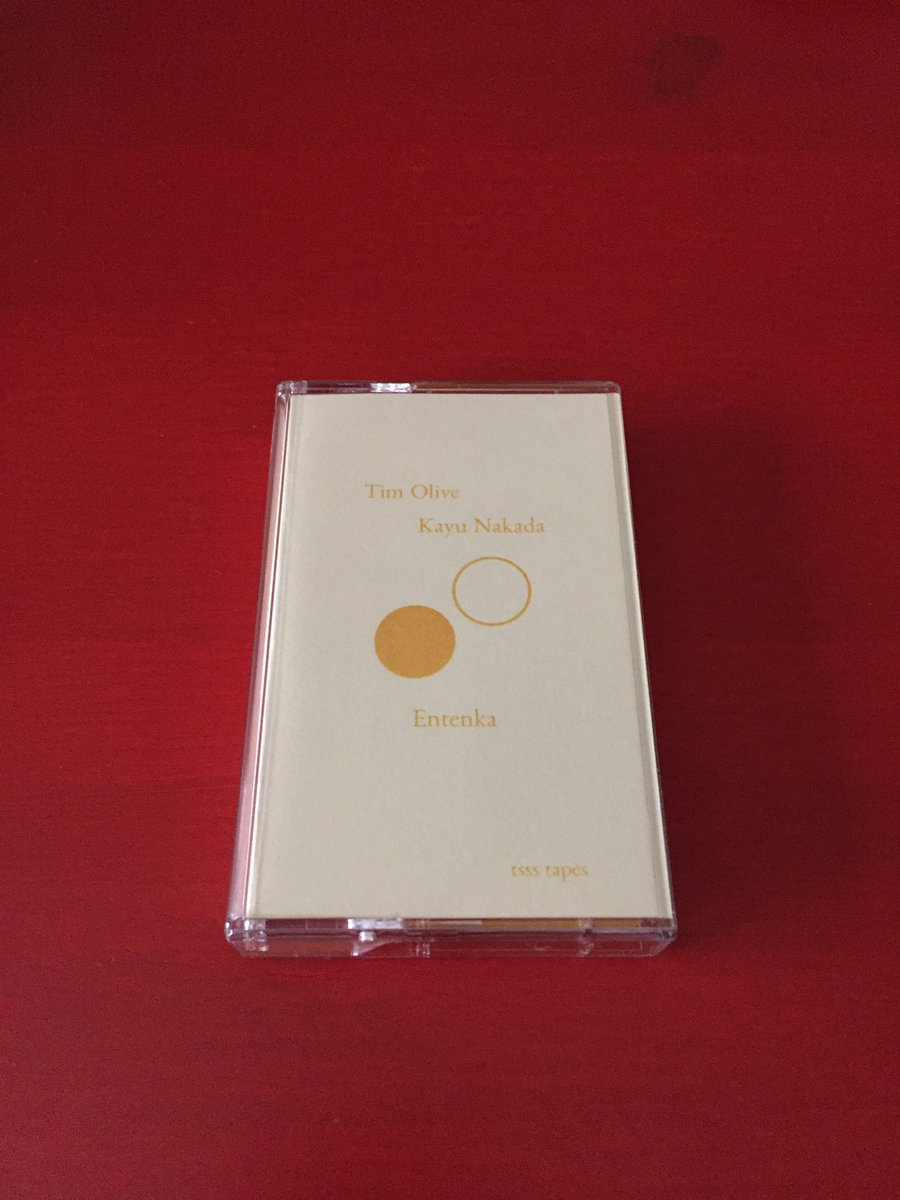 Tim Olive
Kayu Nakada
Entenka
tsss tapes